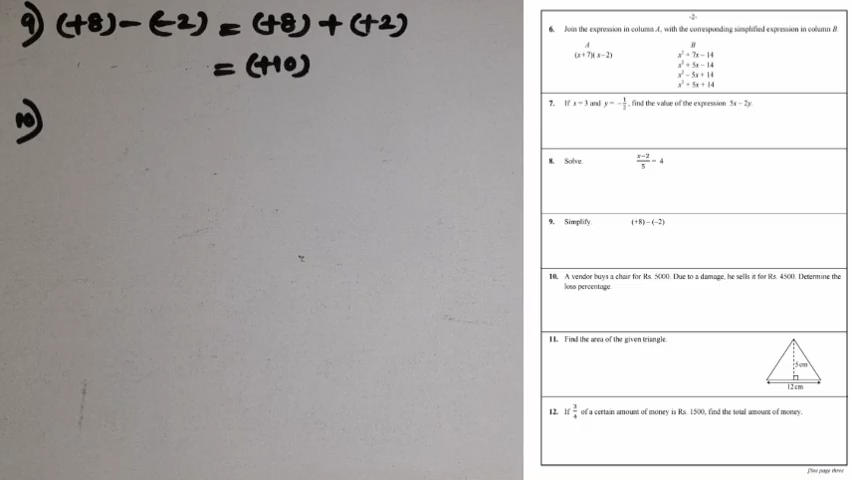 9) (+8) - (-2) = (+8) + (+2)
= (+10)
10)
-2-
6. Join the expression in column A, with the corresponding simplified expression in column B.
A B
(x+7)(x-2) x² + 7x - 14
x² + 5x - 14
x² - 5x + 14
x² + 5x + 14
7. If x = 3 and y = -1/2, find the value of the expression 5x - 2y.
8. Solve. (x-2)/5 = 4
9. Simplify. (+8) - (-2)
10. A vendor buys a chair for Rs. 5000. Due to a damage, he sells it for Rs. 4500. Determine the
loss percentage.
11. Find the area of the given triangle.
5 cm
12 cm
12. If 3/4 of a certain amount of money is Rs. 1500, find the total amount of money.
[See page three